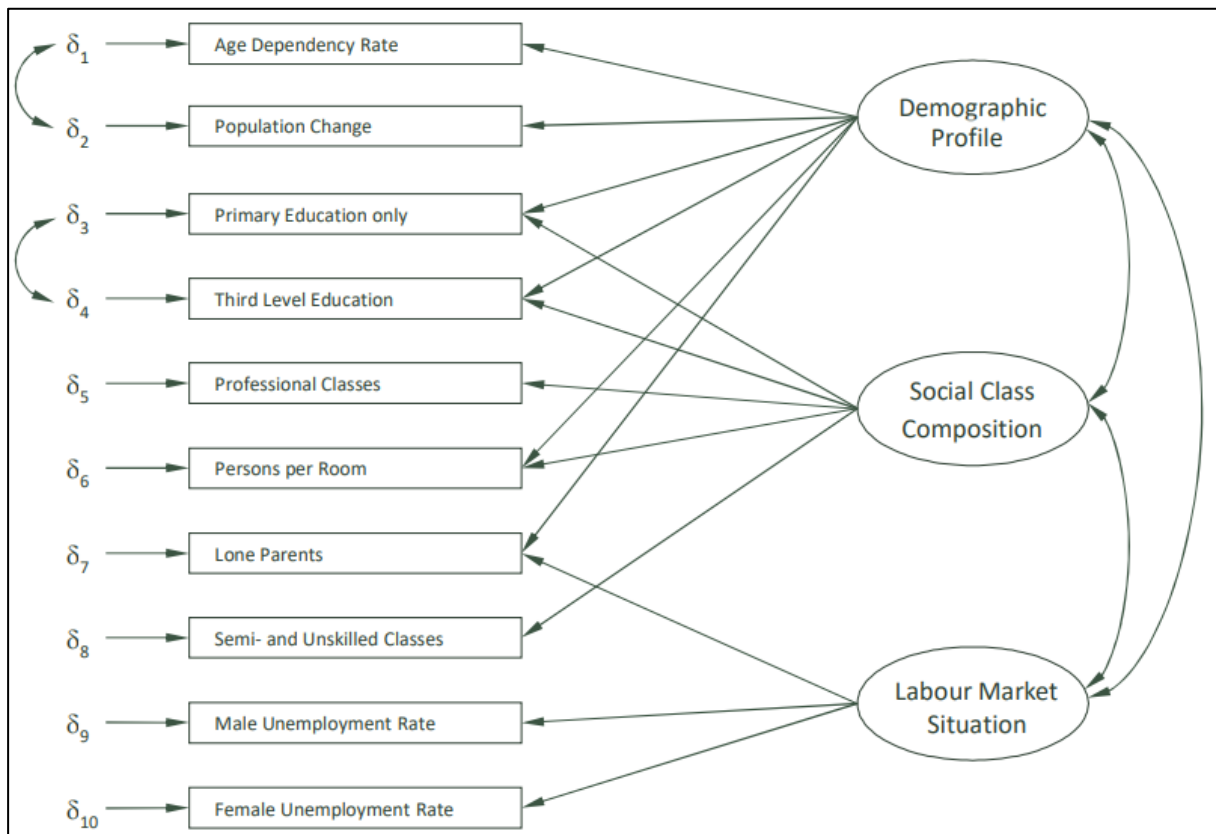 δ1
Age Dependency Rate
δ2
Population Change
δ3
Primary Education only
δ4
Third Level Education
δ5
Professional Classes
δ6
Persons per Room
δ7
Lone Parents
δ8
Semi- and Unskilled Classes
δ9
Male Unemployment Rate
δ10
Female Unemployment Rate
Demographic
Profile
Social Class
Composition
Labour Market
Situation